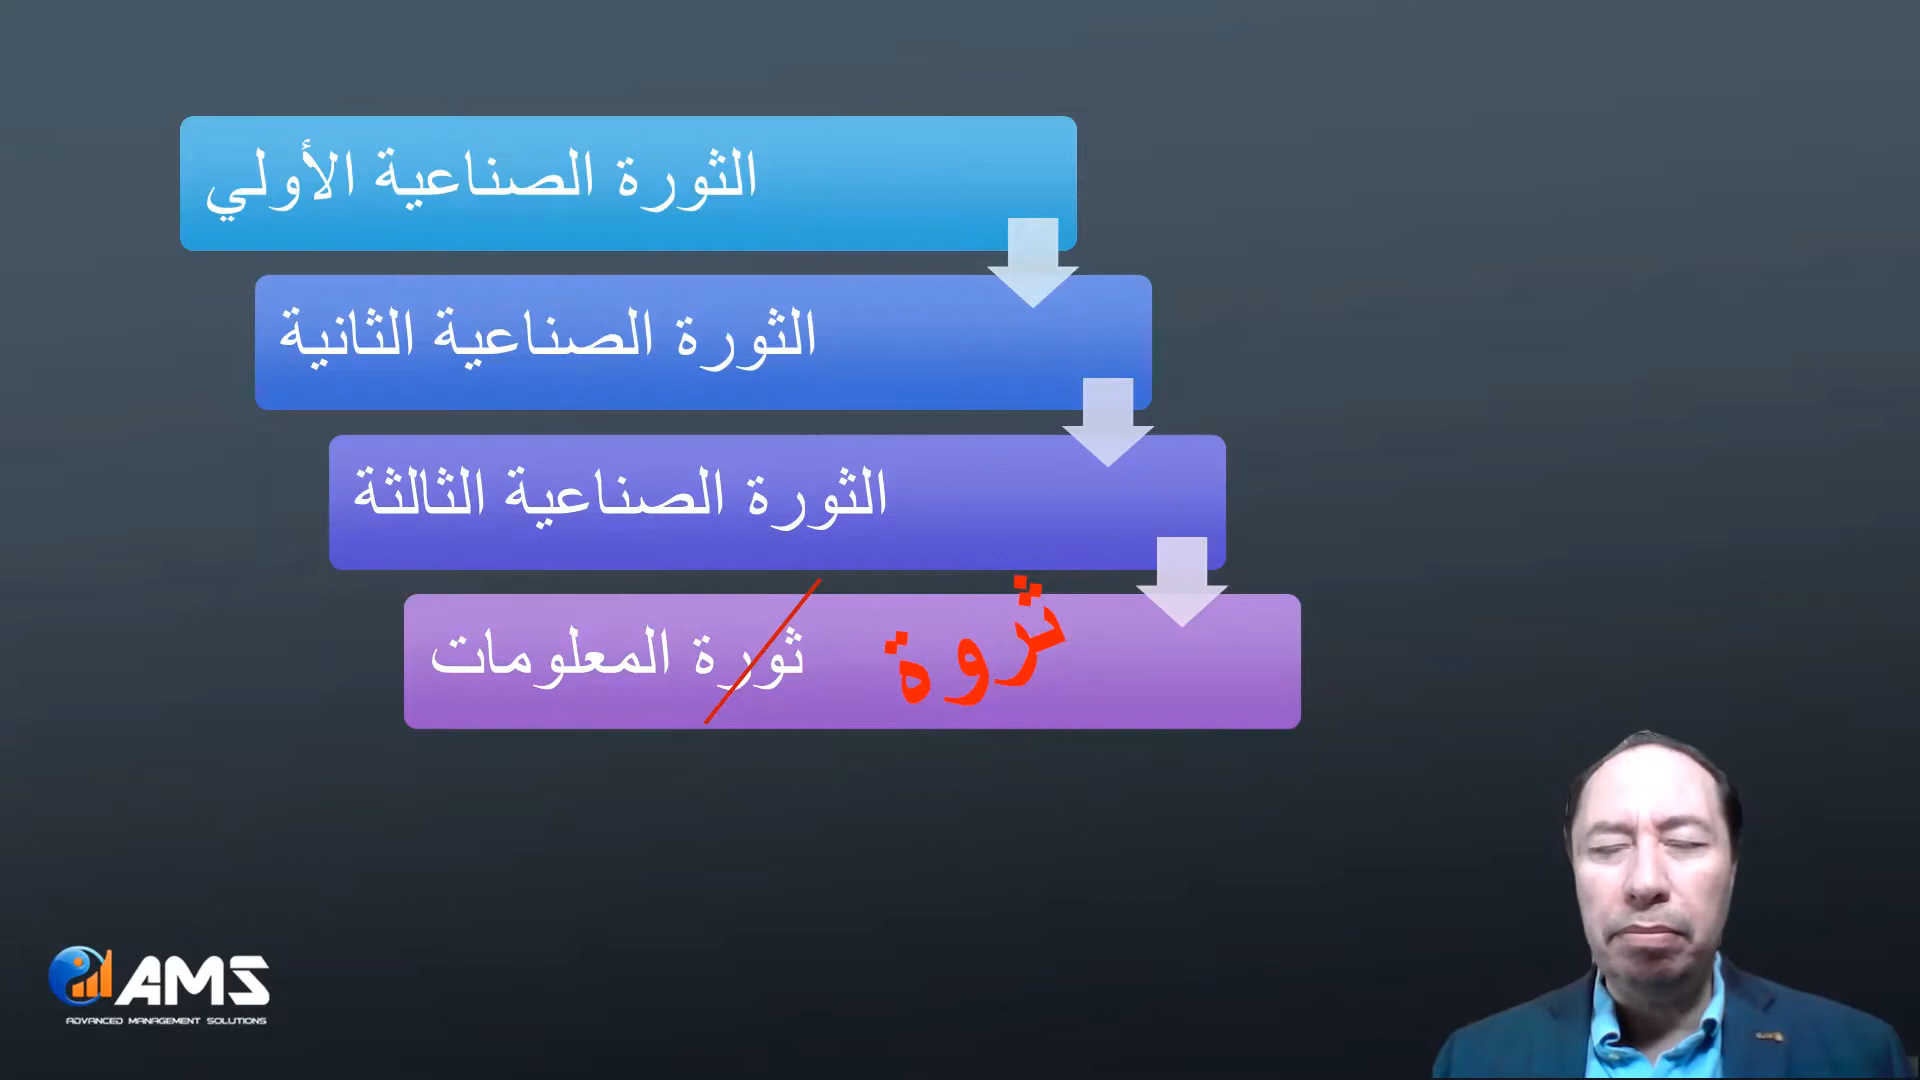 الثورة الصناعية الأولي
الثورة الصناعية الثانية
الثورة الصناعية الثالثة
ثروة ثورة المعلومات
AMS
ADVANCED MANAGEMENT SOLUTIONS